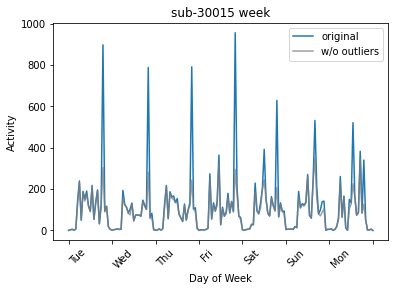 sub-30015 week
original
w/o outliers
Activity
1000
800
600
400
200
0
Tue
Wed
Thu
Fri
Sat
Sun
Mon
Day of Week